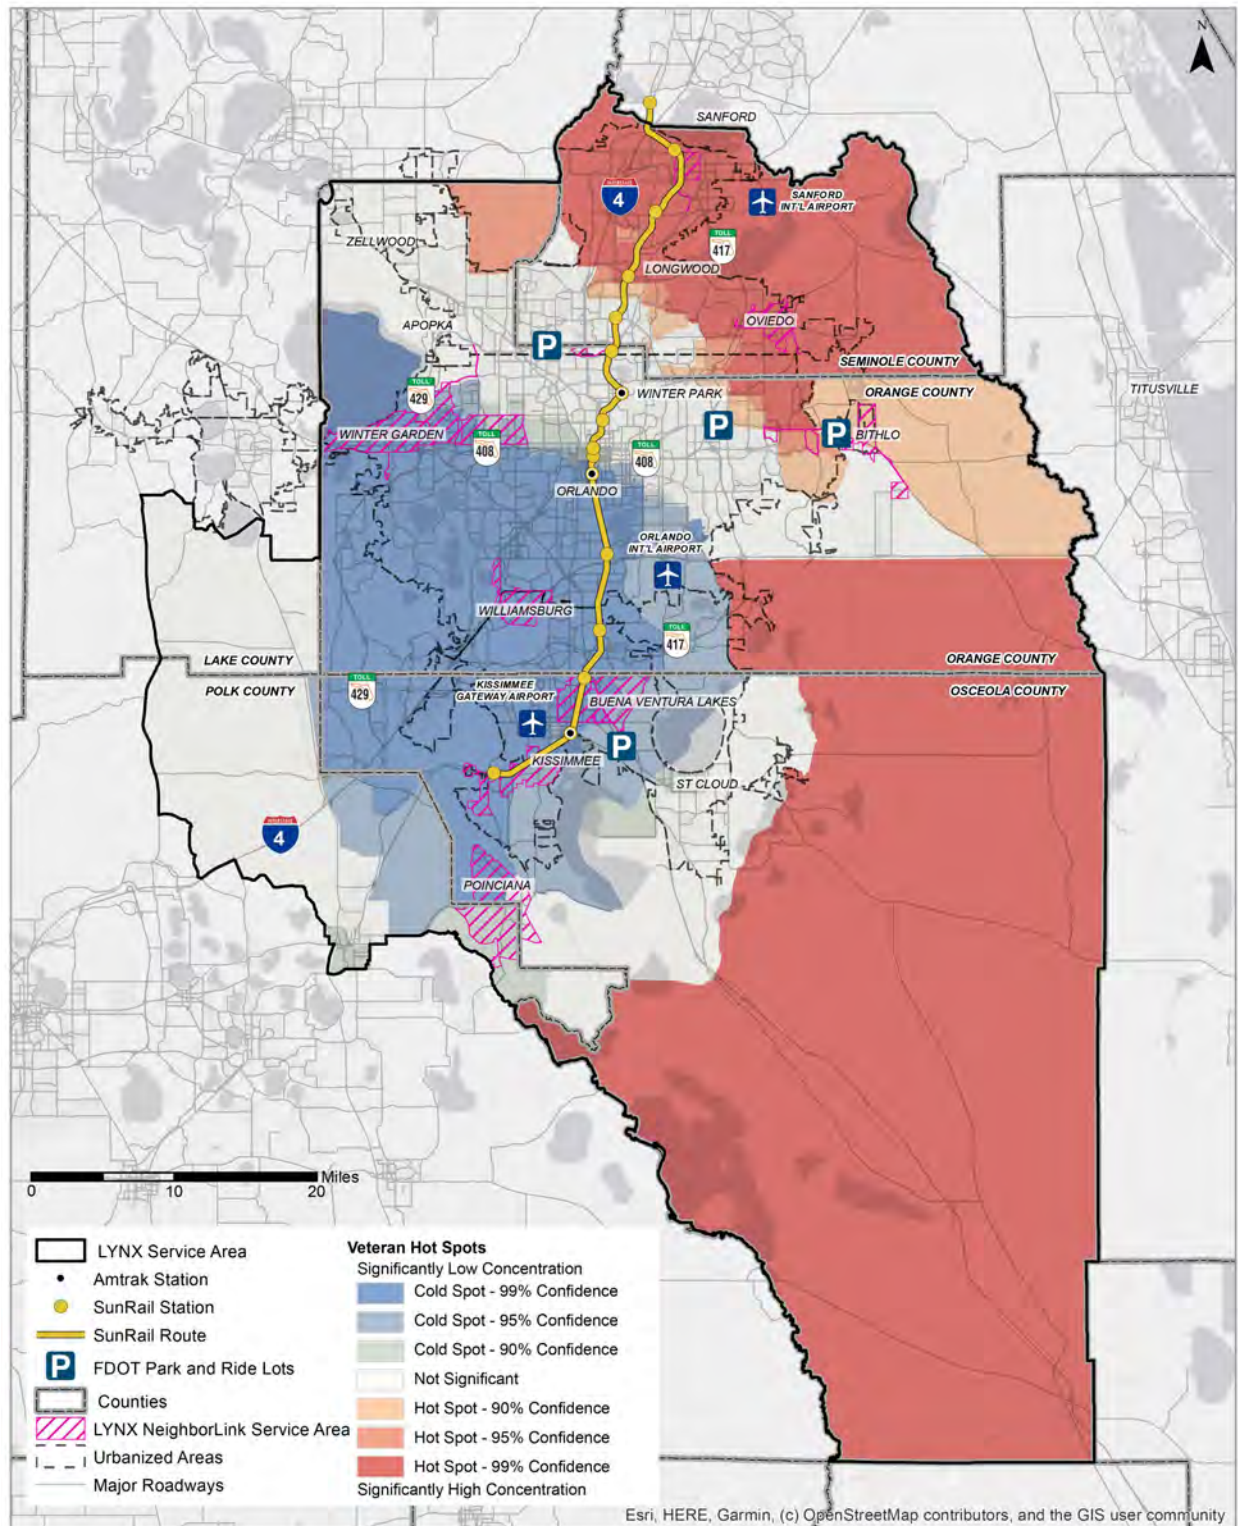 N
SANFORD
INTERSTATE
4
SANFORD
INT'L AIRPORT
TOLL
417
ZELLWOOD
LONGWOOD
APOPKA
OVIEDO
P
SEMINOLE COUNTY
TOLL
429
WINTER PARK
ORANGE COUNTY
TITUSVILLE
P
P
WINTER GARDEN
TOLL
408
TOLL
408
BITHLO
ORLANDO
ORLANDO
INT'L AIRPORT
WILLIAMSBURG
TOLL
417
LAKE COUNTY
ORANGE COUNTY
POLK COUNTY
TOLL
429
KISSIMMEE
GATEWAY AIRPORT
OSCEOLA COUNTY
BUENA VENTURA LAKES
P
KISSIMMEE
ST CLOUD
INTERSTATE
4
POINCIANA
Miles
0 10 20
LYNX Service Area
Amtrak Station
SunRail Station
SunRail Route
P FDOT Park and Ride Lots
Counties
LYNX NeighborLink Service Area
Urbanized Areas
Major Roadways
Veteran Hot Spots
Significantly Low Concentration
Cold Spot - 99% Confidence
Cold Spot - 95% Confidence
Cold Spot - 90% Confidence
Not Significant
Hot Spot - 90% Confidence
Hot Spot - 95% Confidence
Hot Spot - 99% Confidence
Significantly High Concentration
Esri, HERE, Garmin, (c) OpenStreetMap contributors, and the GIS user community